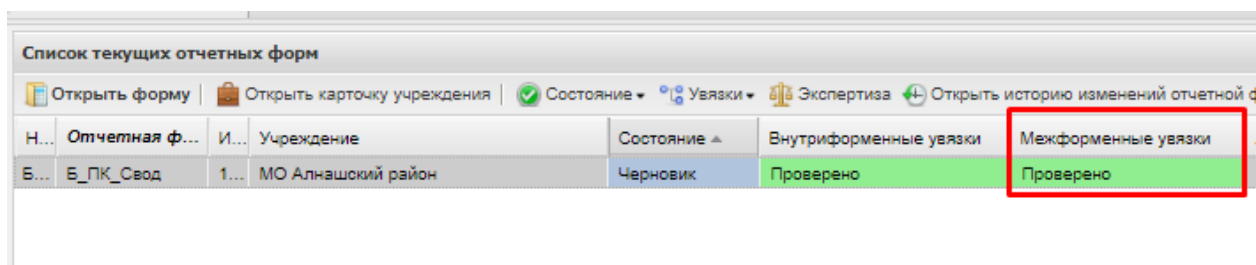 Список текущих отчетных форм
Открыть форму Открыть карточку учреждения Состояние Увязки Экспертиза Открыть историю изменений отчетной ф
Н... Отчетная ф... И... Учреждение Состояние Внутриформенные увязки Межформенные увязки
Б... Б_ПК_Свод 1... МО Алнашский район Черновик Проверено Проверено